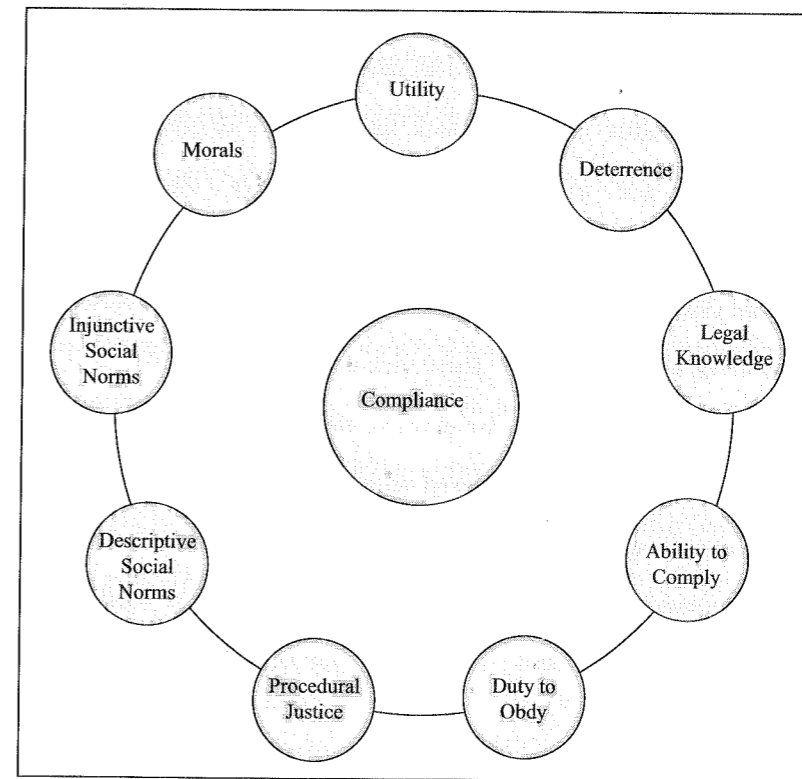 Utility
Morals
Deterrence
Injunctive
Social
Norms
Legal
Knowledge
Compliance
Descriptive
Social
Norms
Ability to
Comply
Procedural
Justice
Duty to
Obdy